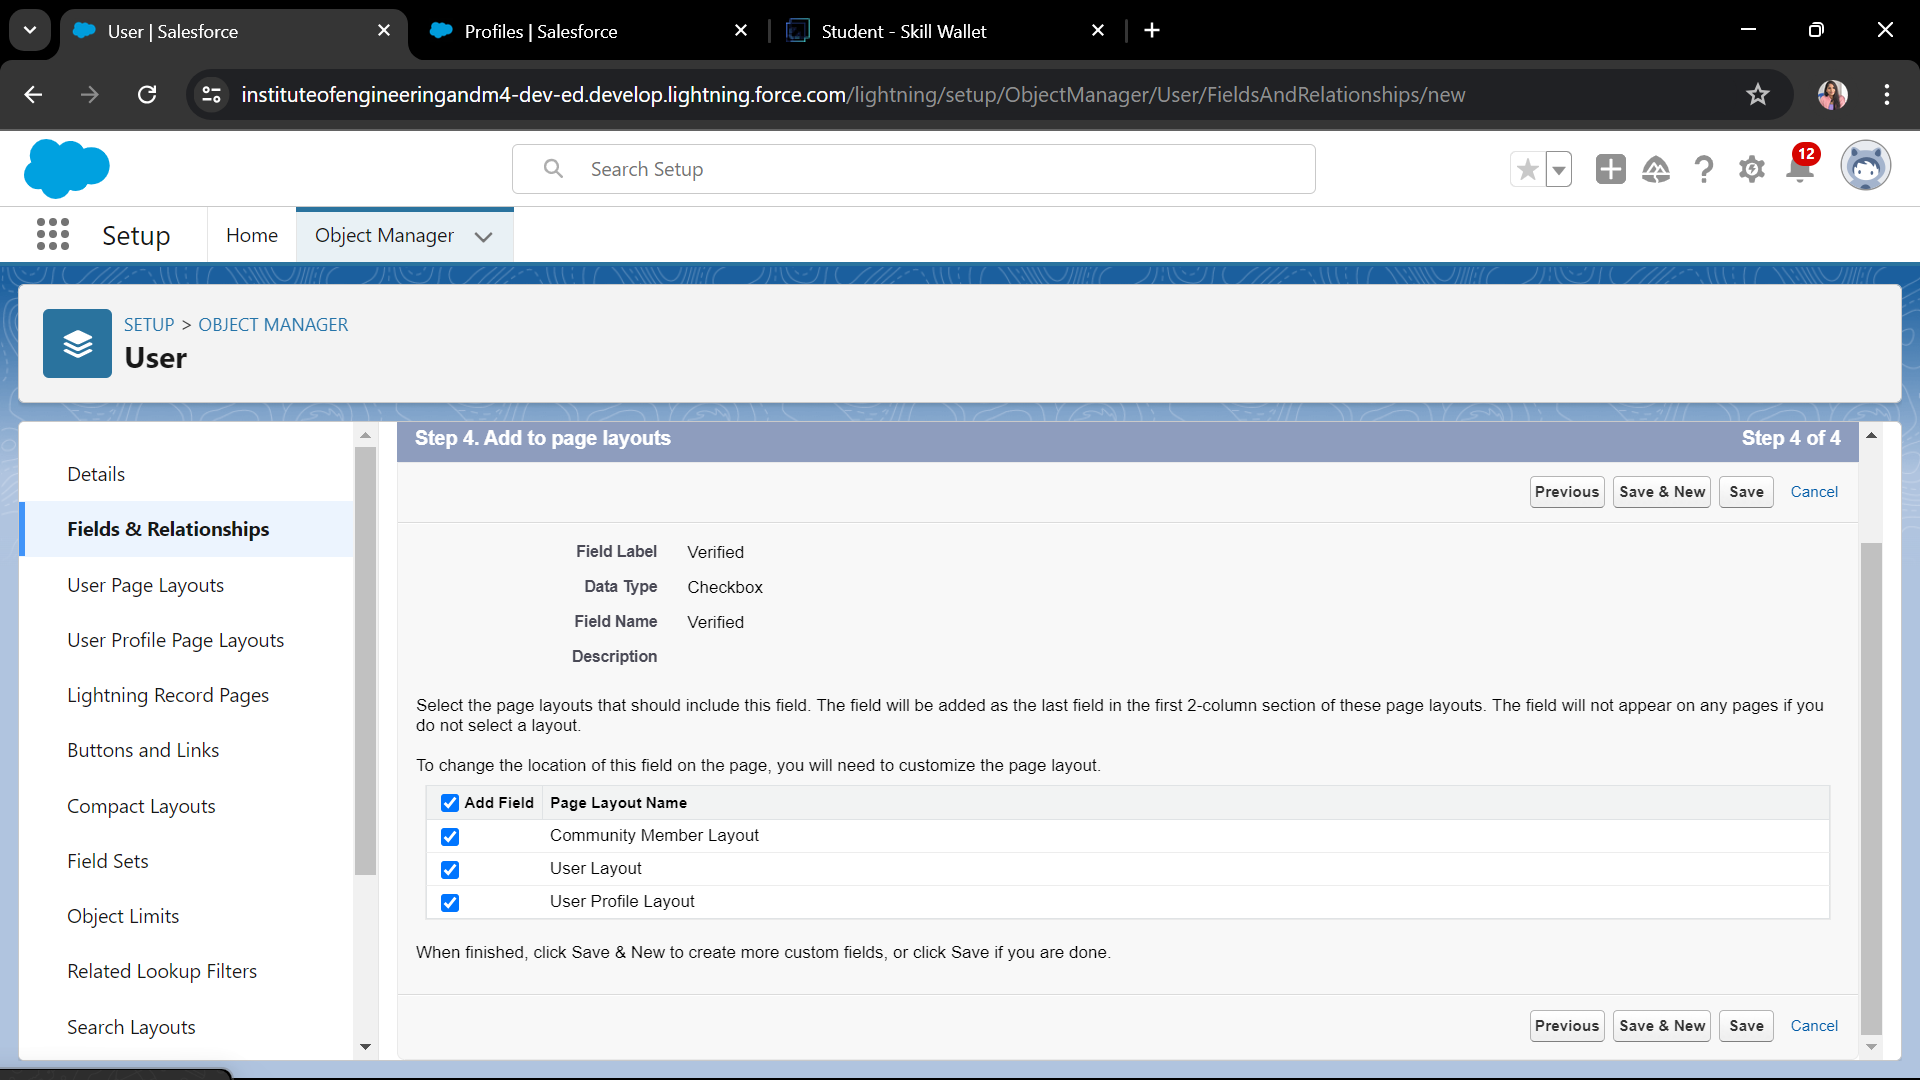 User | Salesforce
Profiles | Salesforce
Student - Skill Wallet
instituteofengineeringandm4-dev-ed.develop.lightning.force.com/lightning/setup/ObjectManager/User/FieldsAndRelationships/new
Search Setup
12
Setup
Home
Object Manager
SETUP > OBJECT MANAGER
User
Details
Fields & Relationships
User Page Layouts
User Profile Page Layouts
Lightning Record Pages
Buttons and Links
Compact Layouts
Field Sets
Object Limits
Related Lookup Filters
Search Layouts
Step 4. Add to page layouts
Step 4 of 4
Previous Save & New Save Cancel
Field Label Verified
Data Type Checkbox
Field Name Verified
Description
Select the page layouts that should include this field. The field will be added as the last field in the first 2-column section of these page layouts. The field will not appear on any pages if you
do not select a layout.
To change the location of this field on the page, you will need to customize the page layout.
Add Field Page Layout Name
Community Member Layout
User Layout
User Profile Layout
When finished, click Save & New to create more custom fields, or click Save if you are done.
Previous Save & New Save Cancel